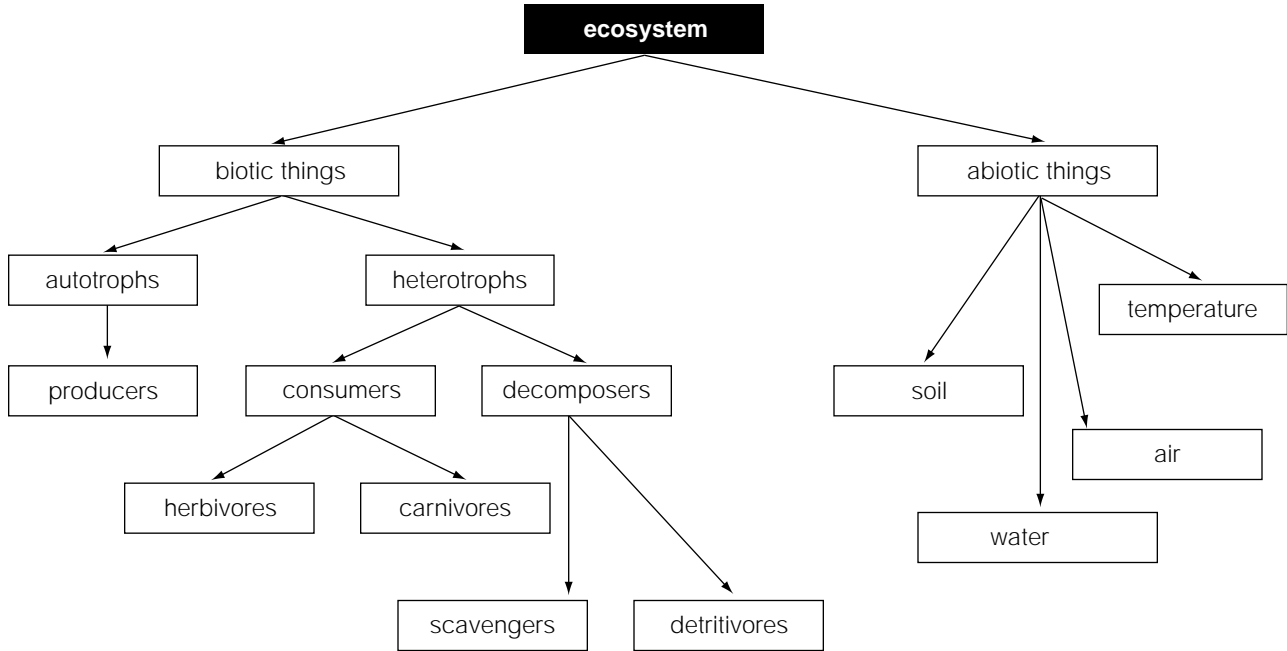 ecosystem
biotic things
abiotic things
autotrophs
heterotrophs
temperature
producers
consumers
decomposers
soil
air
herbivores
carnivores
water
scavengers
detritivores